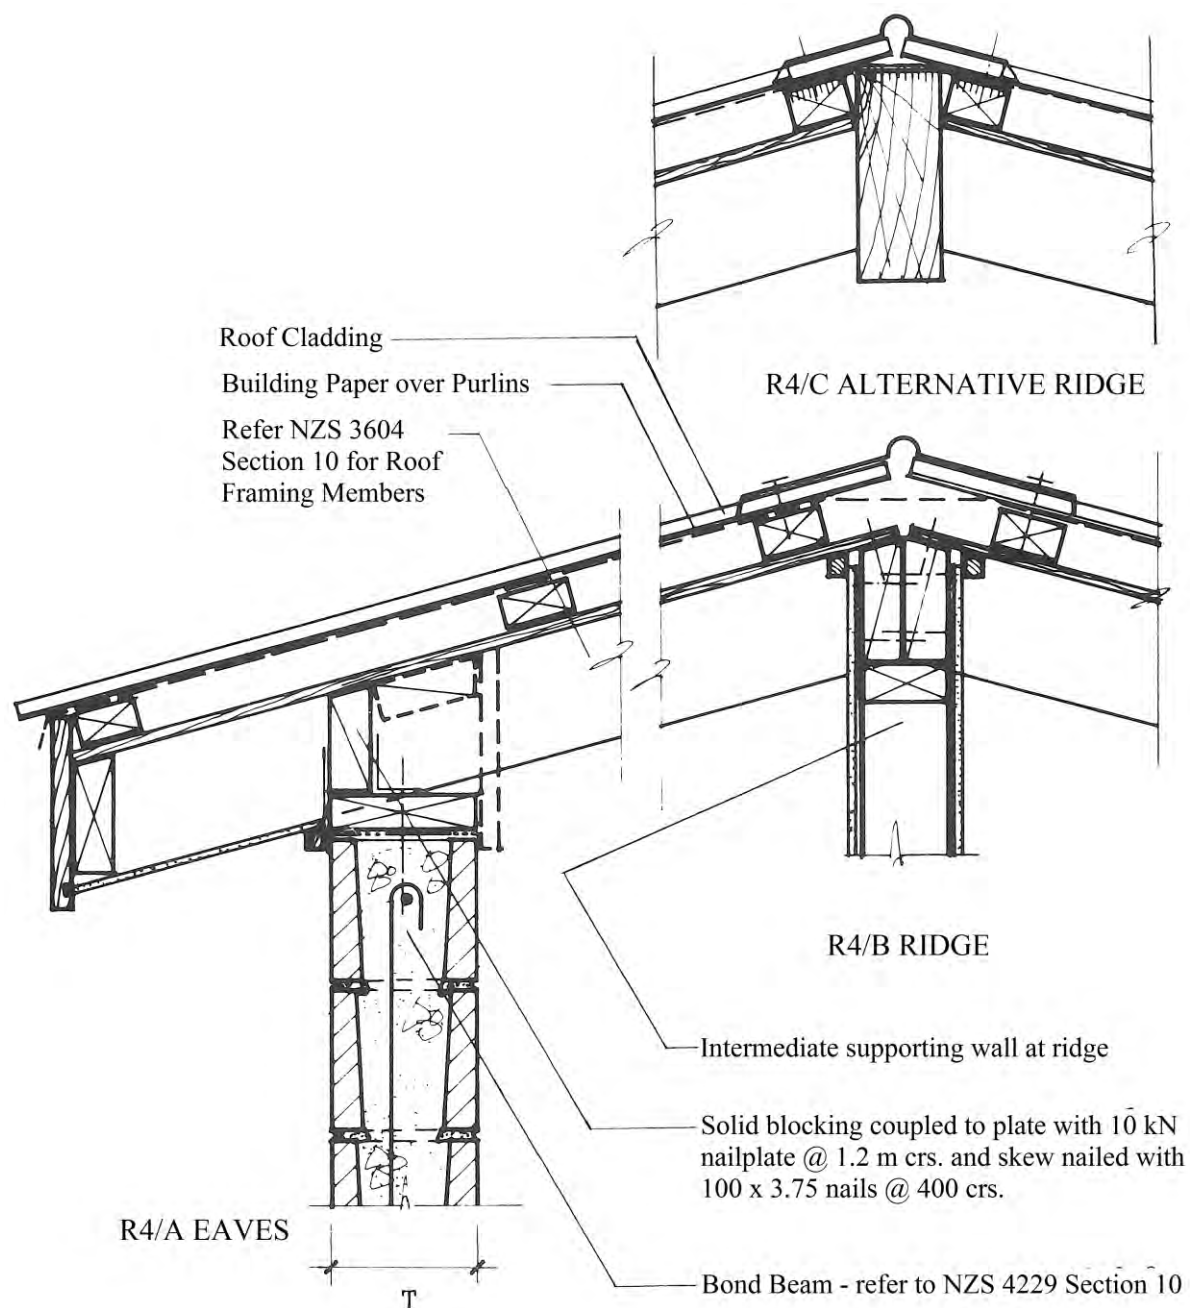 R4/C ALTERNATIVE RIDGE
Roof Cladding
Building Paper over Purlins
Refer NZS 3604
Section 10 for Roof
Framing Members
R4/B RIDGE
Intermediate supporting wall at ridge
Solid blocking coupled to plate with 10 kN
nailplate @ 1.2 m crs. and skew nailed with
100 x 3.75 nails @ 400 crs.
R4/A EAVES
Bond Beam - refer to NZS 4229 Section 10
T